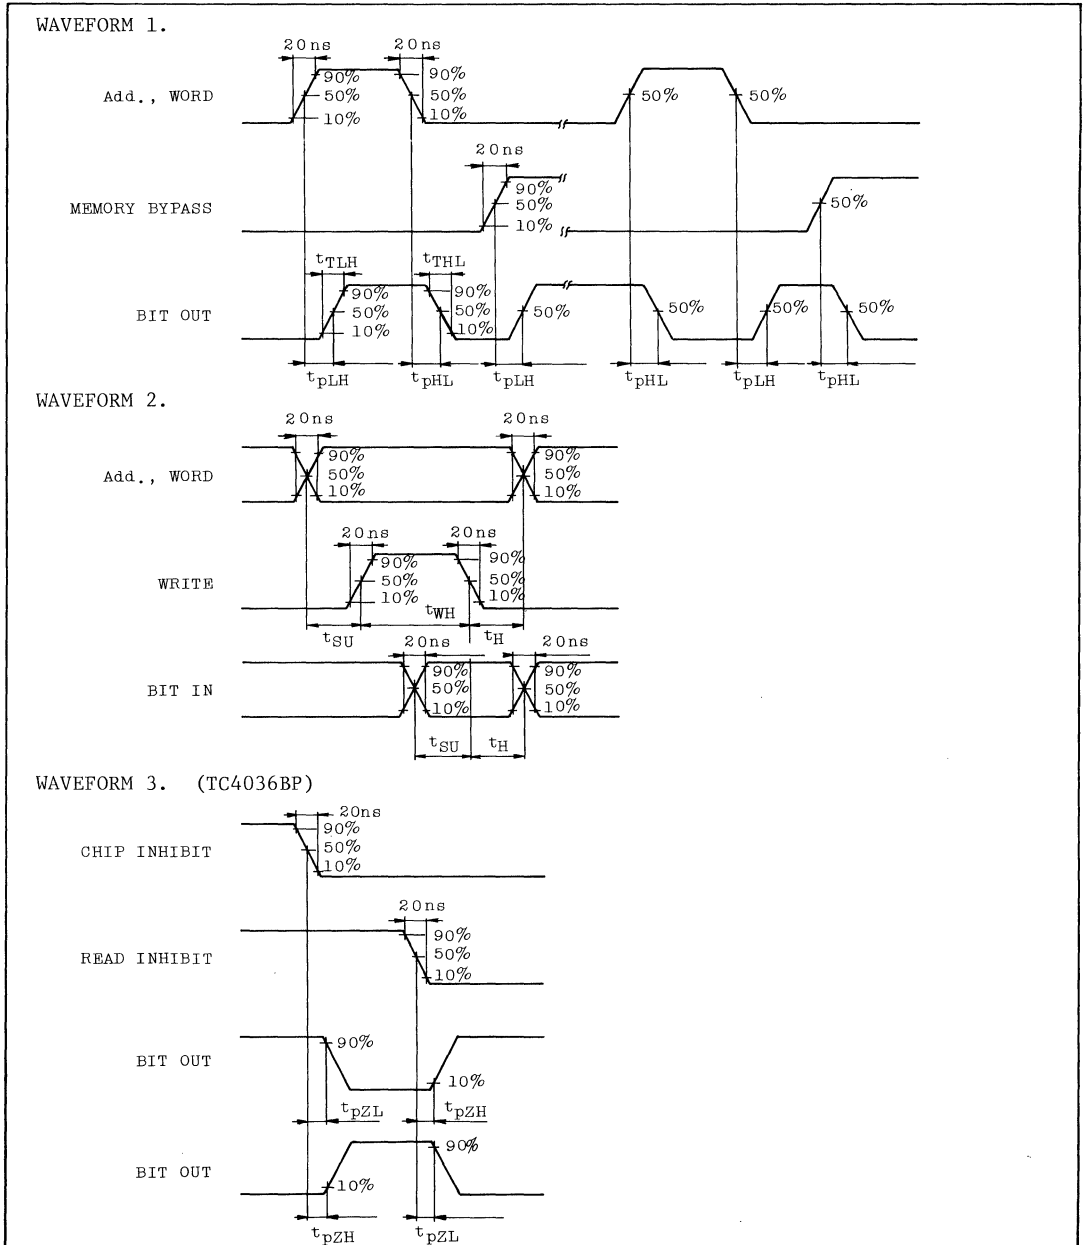 WAVEFORM 1.
20ns 20ns
Add., WORD
90% 90%
50% 50% 50% 50%
10% 10%
20ns
MEMORY BYPASS
90%
50% 50%
10%
tTLH tTHL
BIT OUT
90% 90%
50% 50% 50% 50% 50% 50%
10% 10%
tpLH tpHL tpLH tpHL tpLH tpHL
WAVEFORM 2.
20ns 20ns
Add., WORD
90% 90%
50% 50%
10% 10%
20ns 20ns
WRITE
90% 90%
50% 50%
10% 10%
tWH
tSU tH
20ns 20ns
BIT IN
90% 90%
50% 50%
10% 10%
tSU tH
WAVEFORM 3. (TC4036BP)
20ns
CHIP INHIBIT
90%
50%
10%
20ns
READ INHIBIT
90%
50%
10%
BIT OUT
90%
10%
tpZL tpZH
BIT OUT
90%
10%
tpZH tpZL